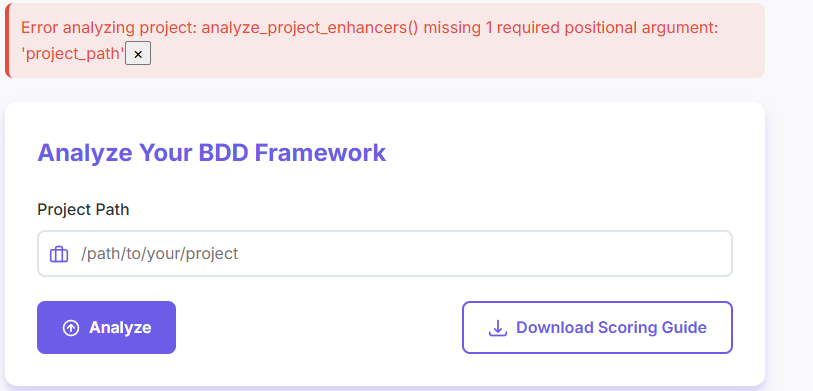 Error analyzing project: analyze_project_enhancers() missing 1 required positional argument:
'project_path' ×
Analyze Your BDD Framework
Project Path
/path/to/your/project
Analyze
Download Scoring Guide